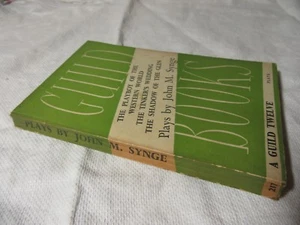 GUILD
THE PLAYBOY OF THE
WESTERN WORLD
THE TINKER'S WEDDING
THE SHADOW OF THE GLEN
Plays by John M. Synge
BOOKS
PLAYS BY JOHN M. SYNGE
A GUILD TWELVE